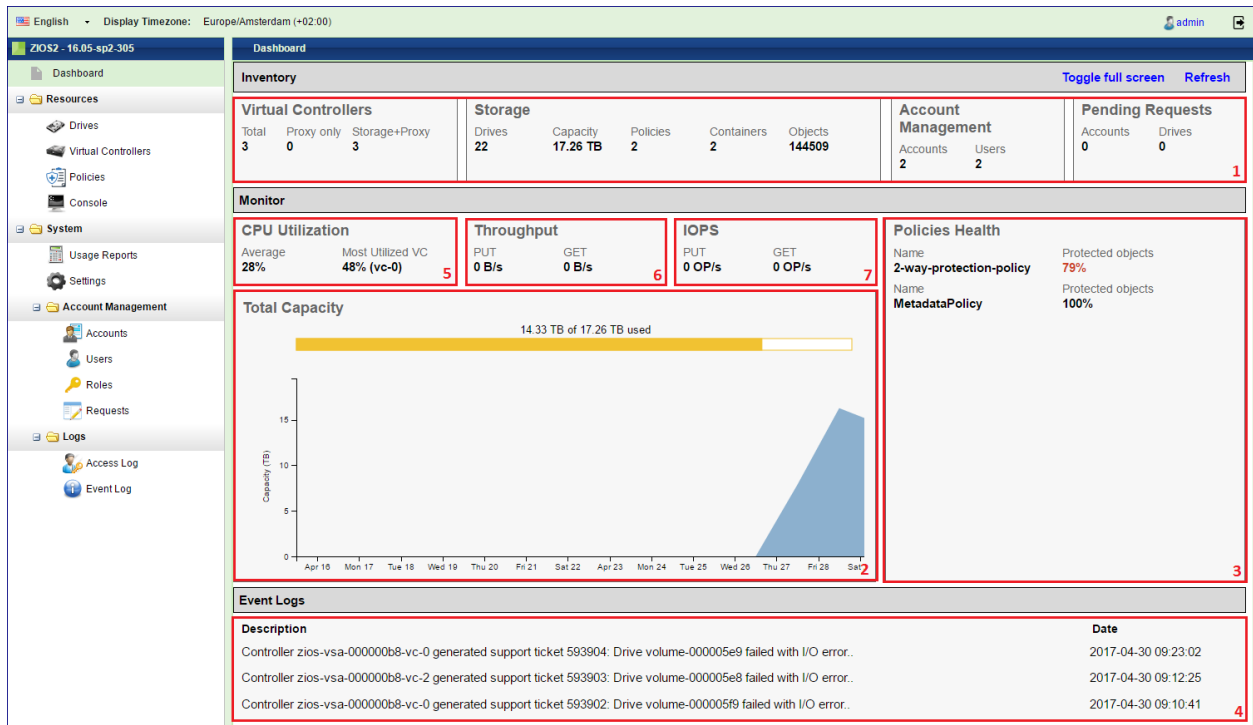 English Display Timezone: Europe/Amsterdam (+02:00) admin
ZIOS2 - 16.05-sp2-305
Dashboard
Resources
Drives
Virtual Controllers
Policies
Console
System
Usage Reports
Settings
Account Management
Accounts
Users
Roles
Requests
Logs
Access Log
Event Log
Dashboard
Inventory Toggle full screen Refresh
Virtual Controllers
Total Proxy only Storage+Proxy
3 0 3
Storage
Drives Capacity Policies Containers Objects
22 17.26 TB 2 2 144509
Account
Management
Accounts Users
2 2
Pending Requests
Accounts Drives
0 0
1
Monitor
CPU Utilization
Average Most Utilized VC
28% 48% (vc-0)
5
Throughput
PUT GET
0 B/s 0 B/s
6
IOPS
PUT GET
0 OP/s 0 OP/s
7
Policies Health
Name Protected objects
2-way-protection-policy 79%
Name Protected objects
MetadataPolicy 100%
3
Total Capacity
14.33 TB of 17.26 TB used
Capacity (TB)
15
10
5
0
Apr 16 Mon 17 Tue 18 Wed 19 Thu 20 Fri 21 Sat 22 Apr 23 Mon 24 Tue 25 Wed 26 Thu 27 Fri 28 Sat
2
Event Logs
Description Date
Controller zios-vsa-000000b8-vc-0 generated support ticket 593904: Drive volume-000005e9 failed with I/O error.. 2017-04-30 09:23:02
Controller zios-vsa-000000b8-vc-2 generated support ticket 593903: Drive volume-000005e8 failed with I/O error.. 2017-04-30 09:12:25
Controller zios-vsa-000000b8-vc-0 generated support ticket 593902: Drive volume-000005f9 failed with I/O error.. 2017-04-30 09:10:41
4